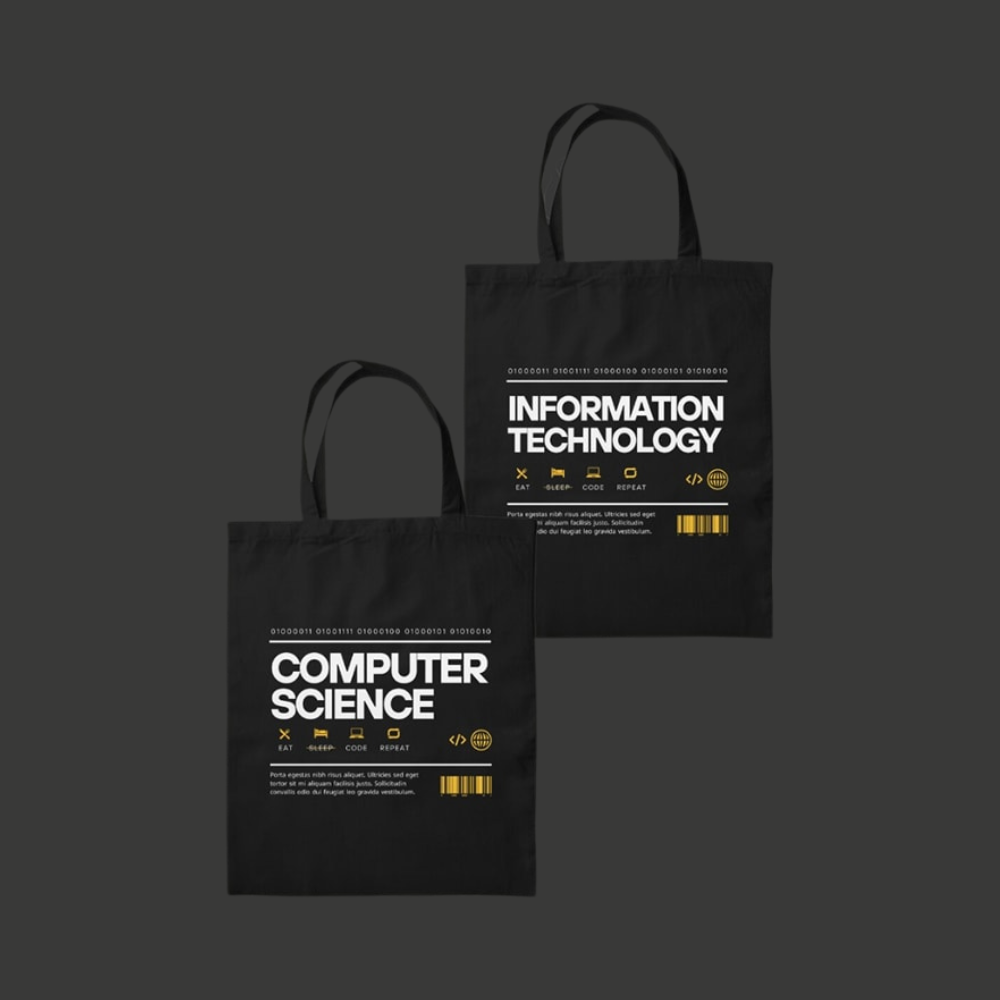 01000011 01001111 01000100 01000101 01010010
INFORMATION
TECHNOLOGY
EAT SLEEP CODE REPEAT </>
Porta egestas nibh risus aliquet. Ultricies sed eget
mi aliquam facilisis justo. Sollicitudin
odio dui feugiat leo gravida vestibulum.
01000011 01001111 01000100 01000101 01010010
COMPUTER
SCIENCE
EAT SLEEP CODE REPEAT </>
Porta egestas nibh risus aliquet. Ultricies sed eget
tortor sit mi aliquam facilisis justo. Sollicitudin
convallis odio dui feugiat leo gravida vestibulum.